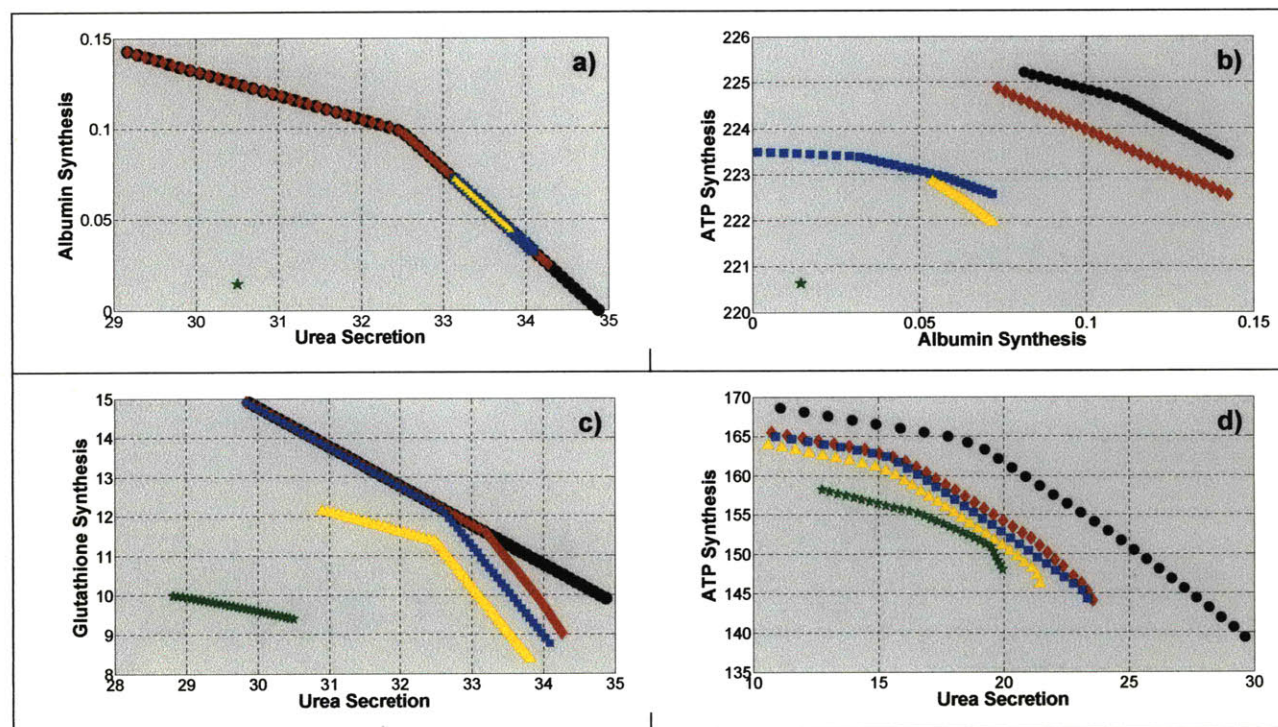 a)
0.15
0.1
0.05
0
Albumin Synthesis
29 30 31 32 33 34 35
Urea Secretion
b)
226
225
224
223
222
221
220
ATP Synthesis
0 0.05 0.1 0.15
Albumin Synthesis
c)
15
14
13
12
11
10
9
8
Glutathione Synthesis
28 29 30 31 32 33 34 35
Urea Secretion
d)
170
165
160
155
150
145
140
135
ATP Synthesis
10 15 20 25 30
Urea Secretion